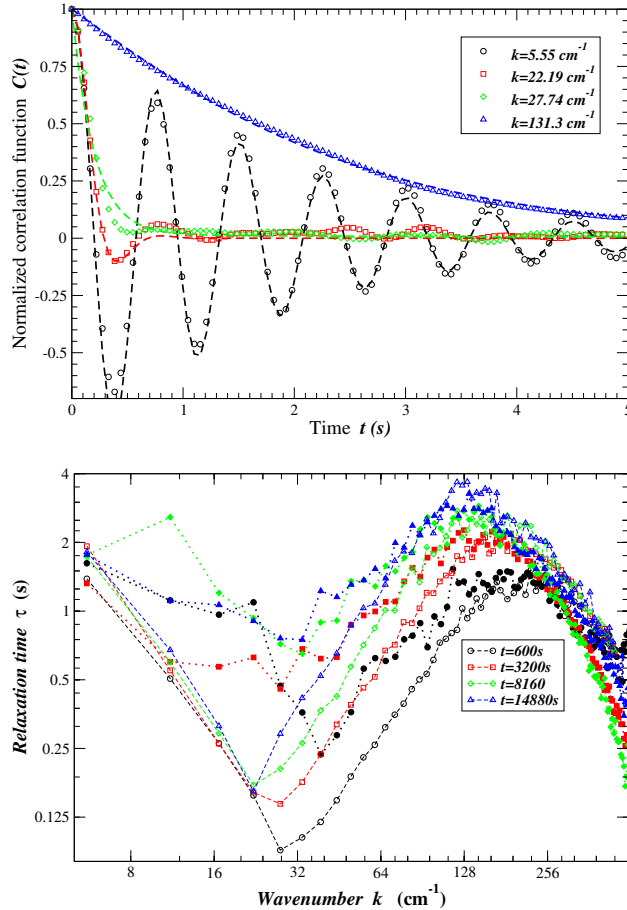 Normalized correlation function C(t)
1
0.75
0.5
0.25
0
-0.25
-0.5
k=5.55 cm⁻¹
k=22.19 cm⁻¹
k=27.74 cm⁻¹
k=131.3 cm⁻¹
0 1 2 3 4 5
Time t (s)
Relaxation time τ (s)
4
2
1
0.5
0.25
0.125
t=600s
t=3200s
t=8160
t=14880s
8 16 32 64 128 256
Wavenumber k (cm⁻¹)